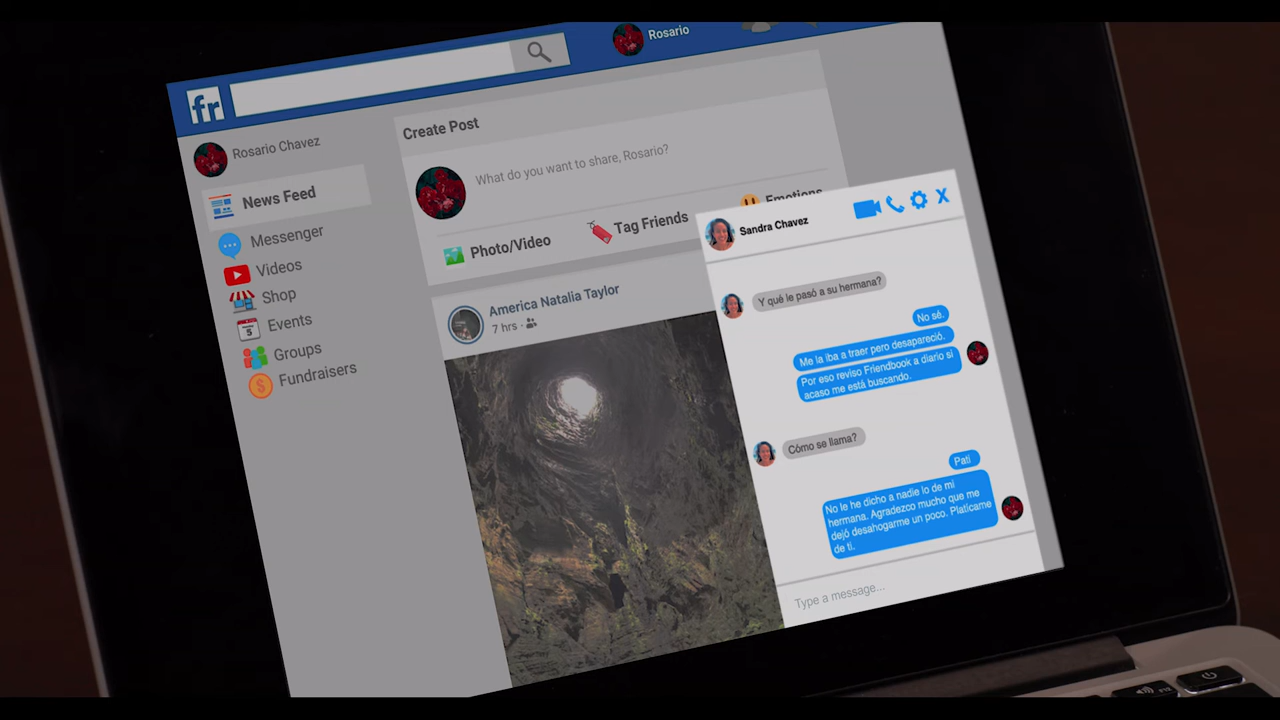 fr
Rosario
Rosario Chavez
News Feed
Messenger
Videos
Shop
Events
Groups
Fundraisers
Create Post
What do you want to share, Rosario?
Photo/Video
Tag Friends
Emotions
America Natalia Taylor
7 hrs ·
Sandra Chavez
Y qué le pasó a su hermana?
No sé.
Me la iba a traer pero desapareció.
Por eso reviso Friendbook a diario si
acaso me está buscando.
Cómo se llama?
Pati
No le he dicho a nadie lo de mi
hermana. Agradezco mucho que me
dejó desahogarme un poco. Platícame
de ti.
Type a message...
5
F12